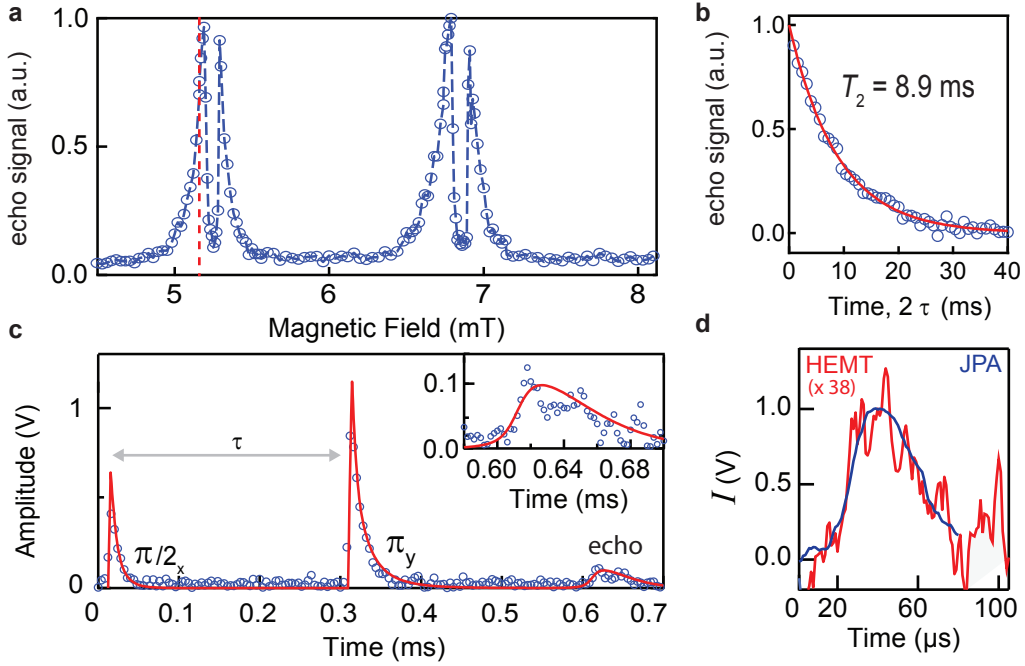 a
echo signal (a.u.)
1.0
0.5
0.0
5
6
7
8
Magnetic Field (mT)
b
echo signal (a.u.)
1.0
0.5
0.0
T2 = 8.9 ms
0
10
20
30
40
Time, 2 τ (ms)
c
Amplitude (V)
1
0
τ
π/2x
πy
echo
0
0.1
0.2
0.3
0.4
0.5
0.6
0.7
Time (ms)
0.1
0.0
0.60
0.64
0.68
Time (ms)
d
HEMT
(x 38)
JPA
I (V)
1.0
0.5
0.0
0
20
60
100
Time (µs)